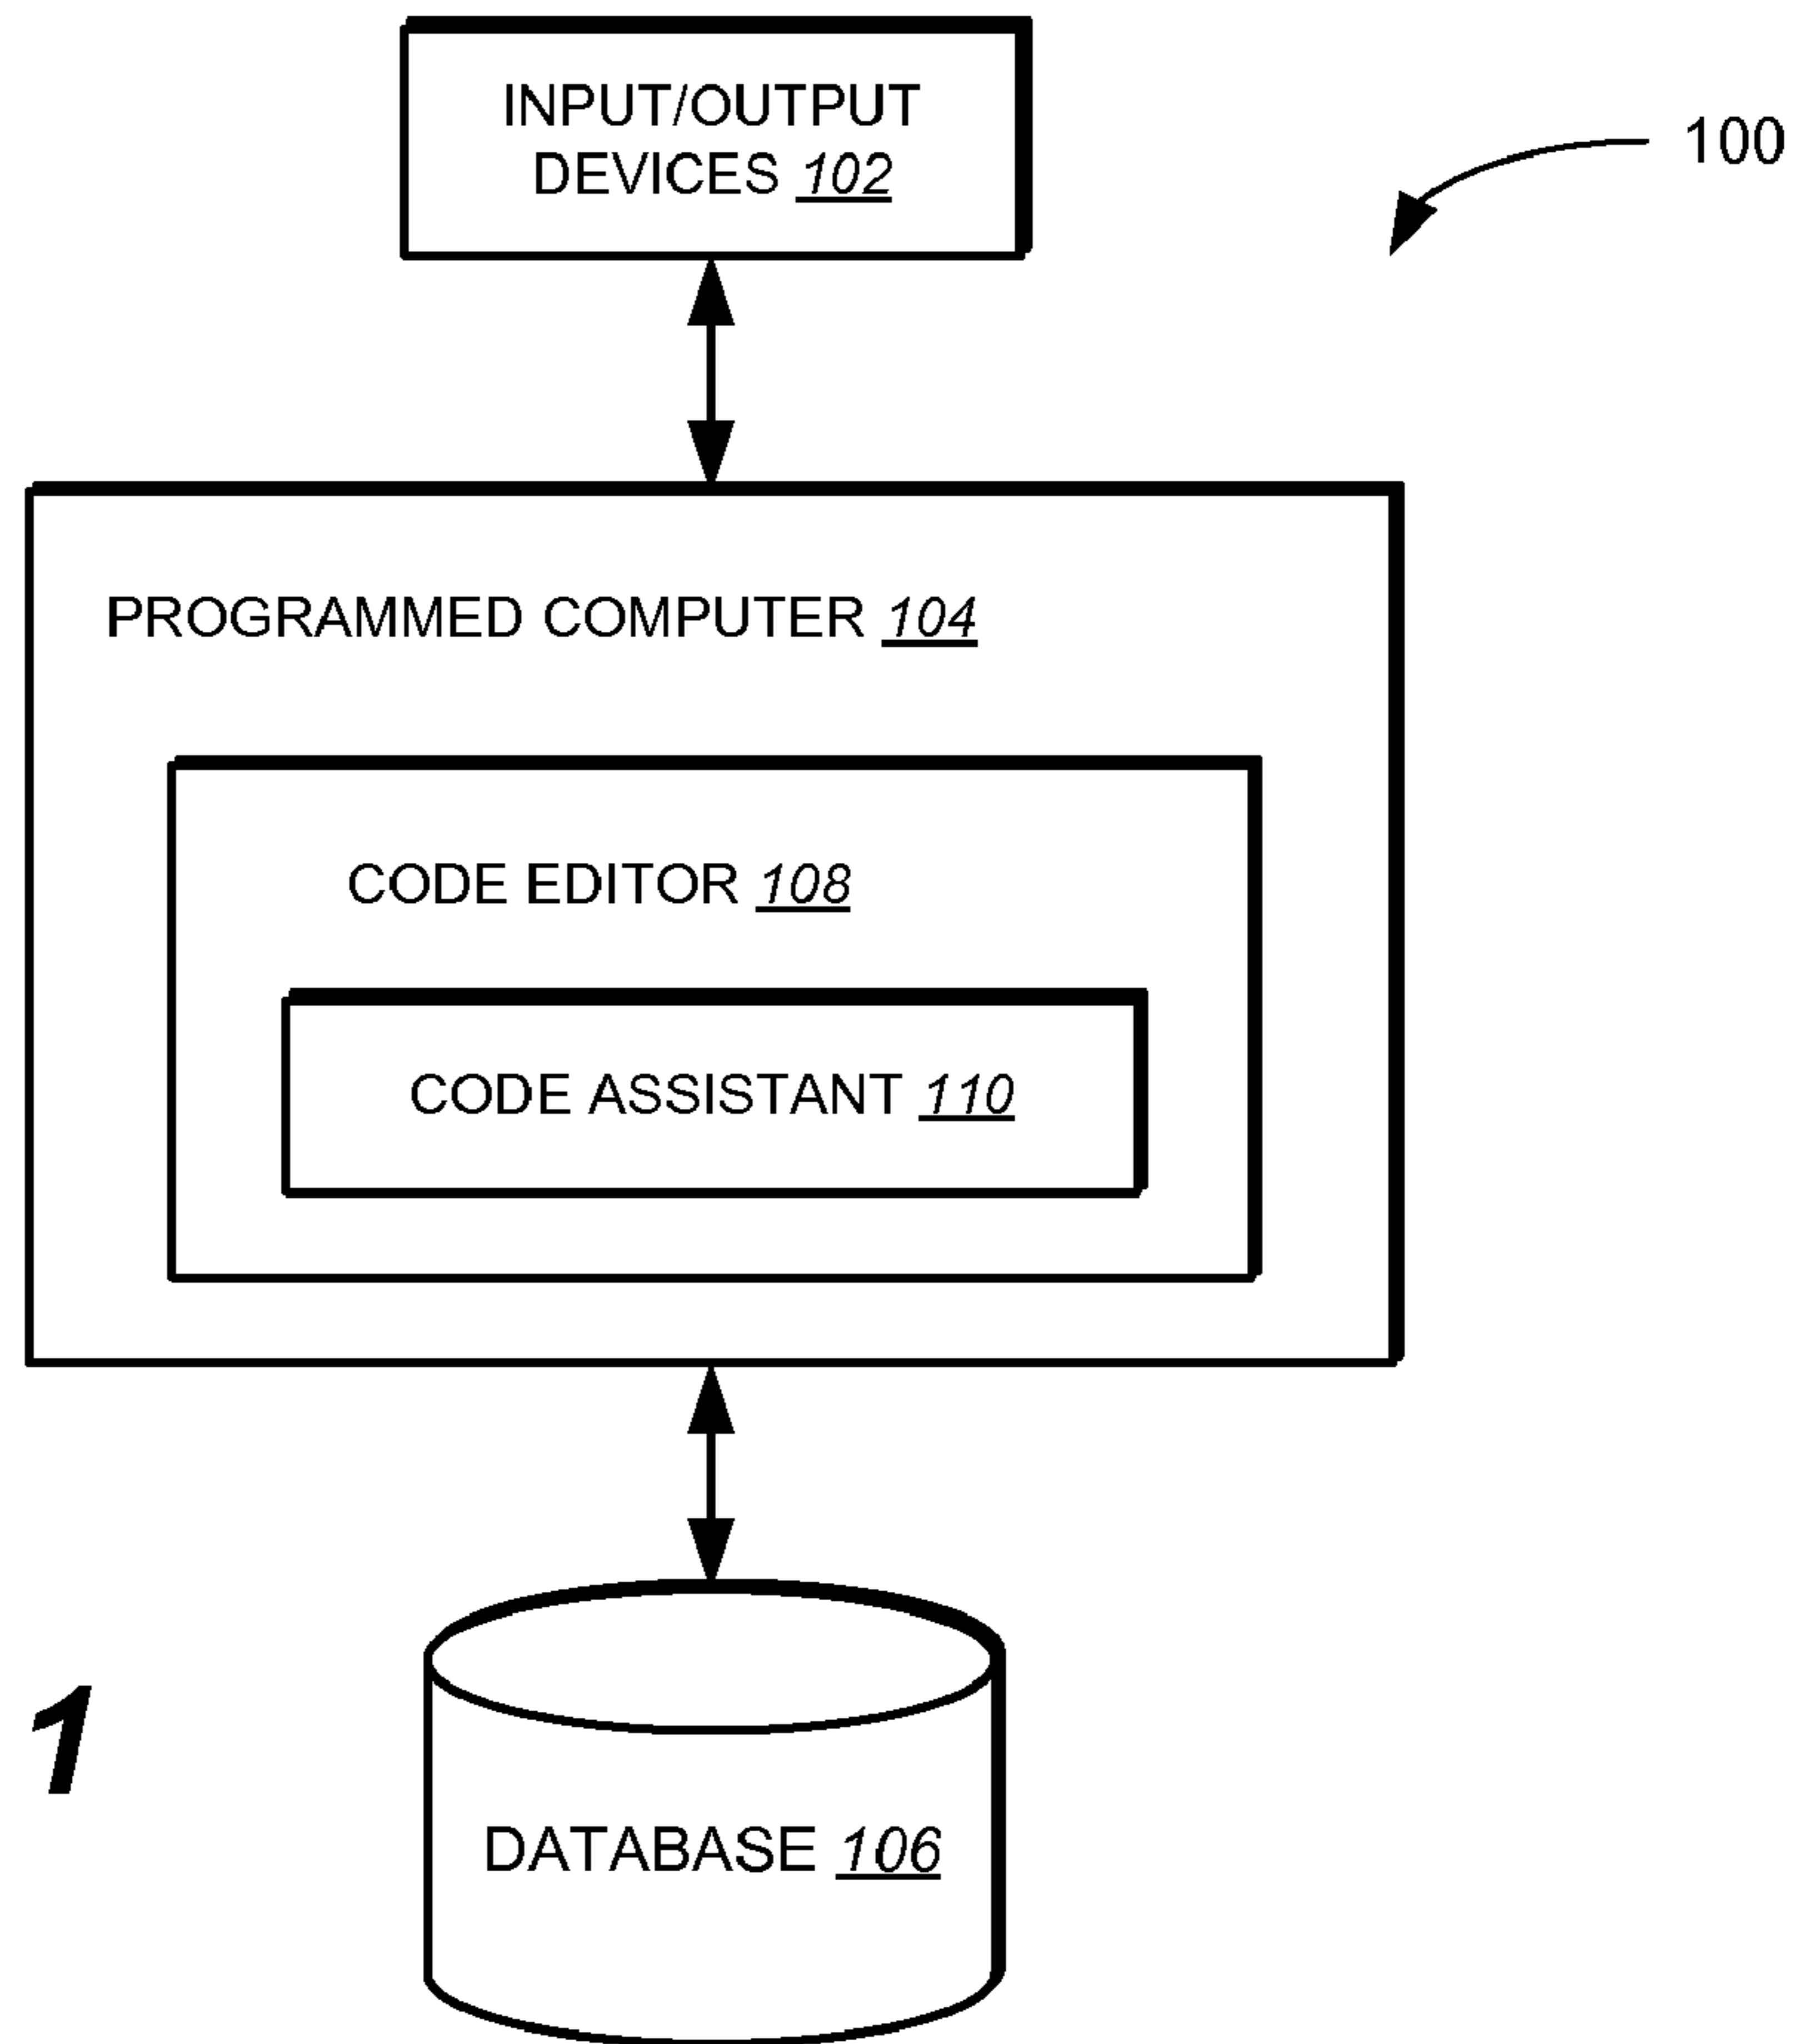 INPUT/OUTPUT
DEVICES 102
100
PROGRAMMED COMPUTER 104
CODE EDITOR 108
CODE ASSISTANT 110
1
DATABASE 106